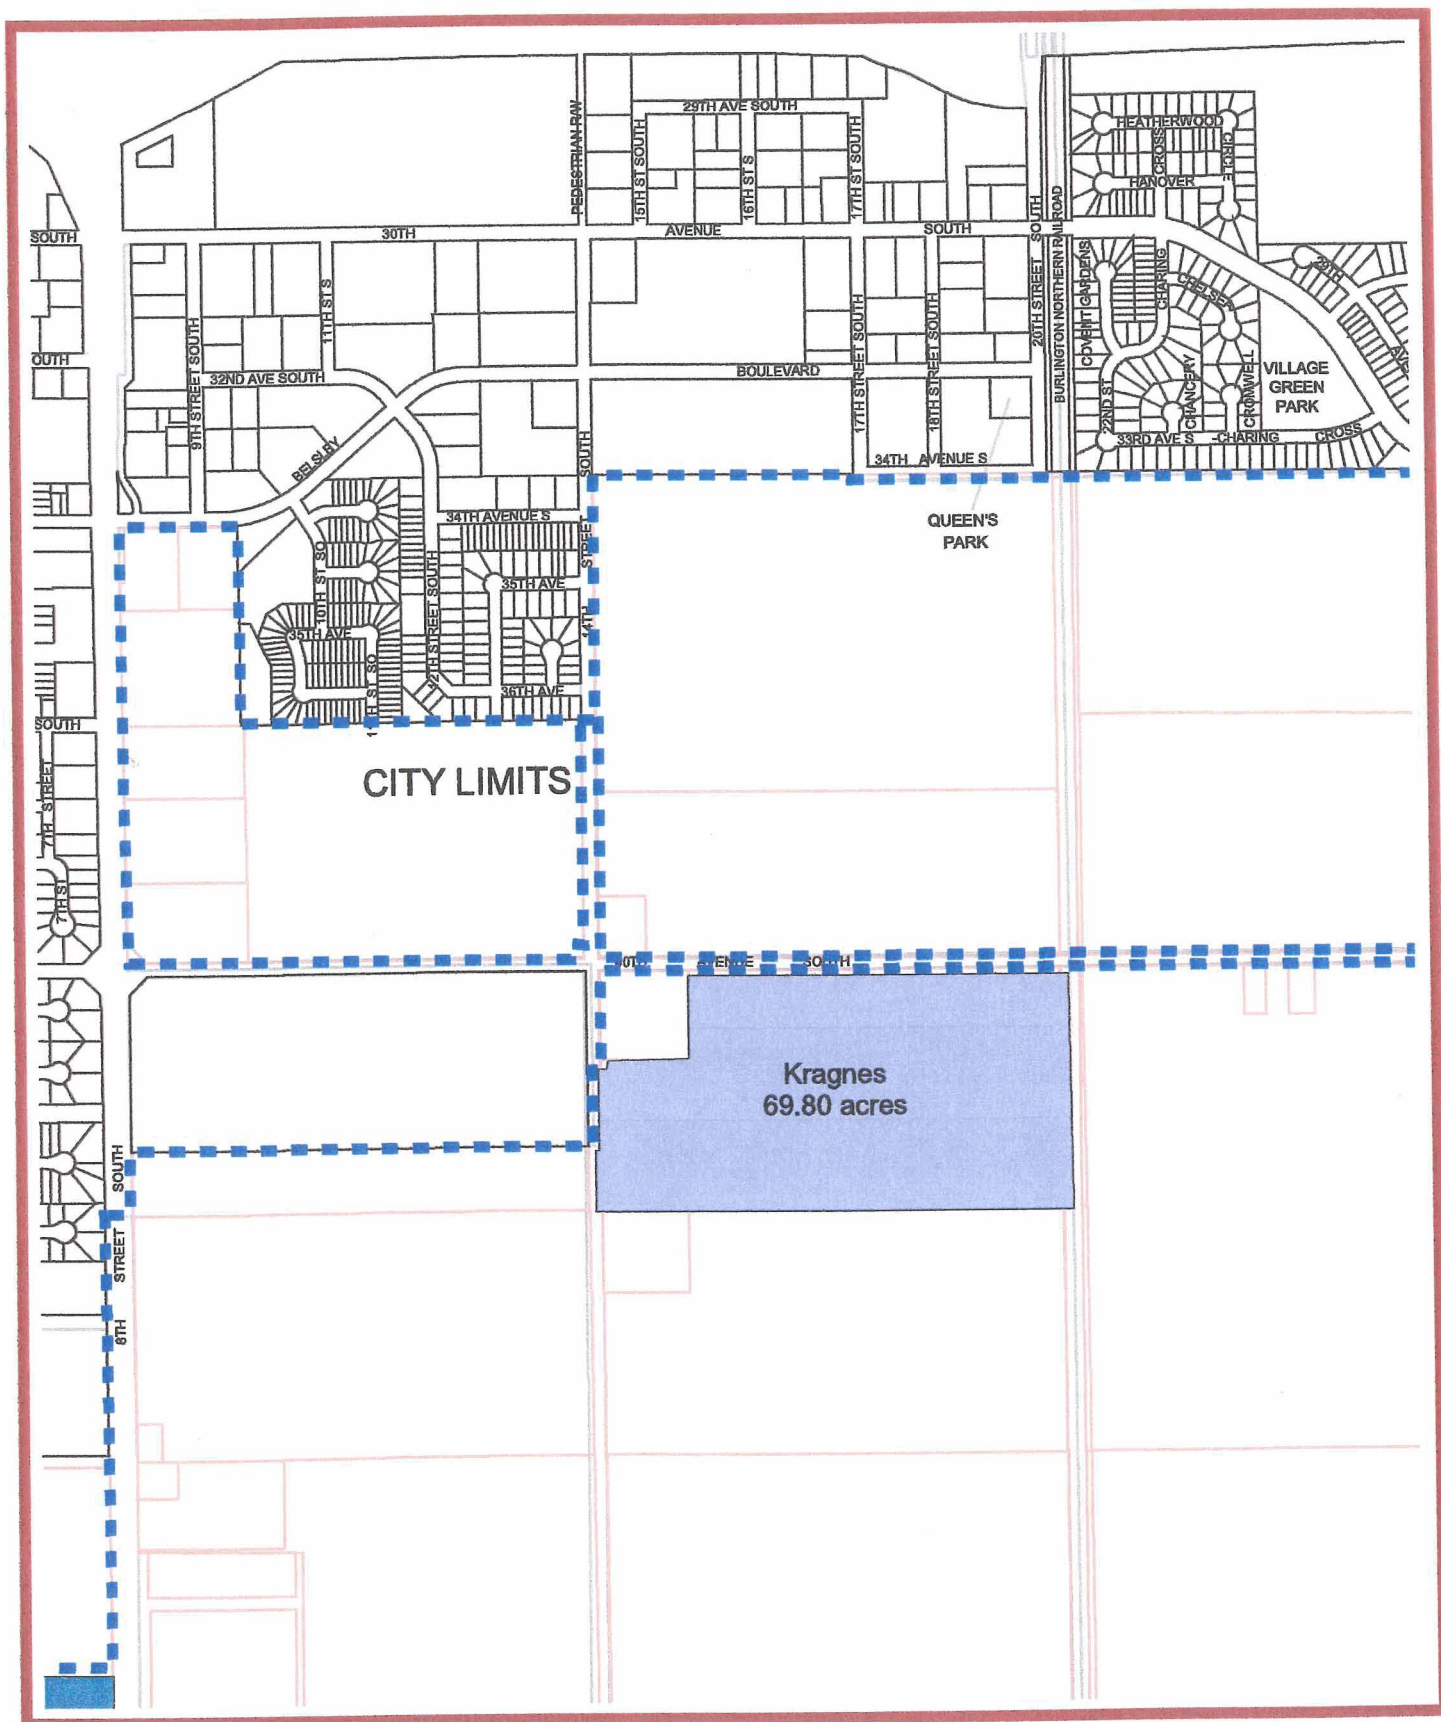 29TH AVE SOUTH
HEATHERWOOD
CROSS
CIRCLE
HANOVER
PEDESTRIAN R/W
15TH ST SOUTH
16TH ST S
17TH ST SOUTH
SOUTH
30TH
AVENUE
SOUTH
20TH STREET SOUTH
BURLINGTON NORTHERN RAILROAD
COVENT GARDENS
CHARING
CHELSEA
29TH
11TH ST S
OUTH
32ND AVE SOUTH
9TH STREET SOUTH
BOULEVARD
17TH STREET SOUTH
18TH STREET SOUTH
22ND ST
CHANCERY
CROMWELL
VILLAGE
GREEN
PARK
33RD AVE S
-CHARING
CROSS
BELSLY
34TH AVENUE S
34TH AVENUE S
QUEEN'S
PARK
10TH ST SO
12TH STREET SOUTH
14TH STREET SOUTH
35TH AVE
35TH AVE
36TH AVE
ST SO
SOUTH
7TH STREET
7TH ST
CITY LIMITS
AVENUE
SOUTH
Kragnes
69.80 acres
8TH STREET SOUTH